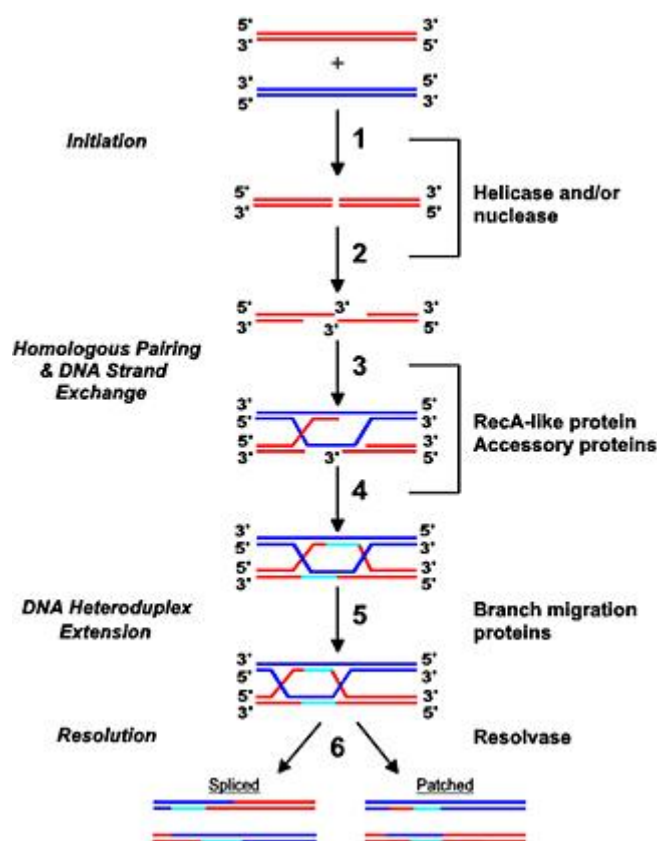 5' 3'
3' 5'
+
3' 5'
5' 3'
Initiation
1
5' 3'
3' 5'
Helicase and/or
nuclease
2
5' 3' 3'
3' 3' 5'
Homologous Pairing
& DNA Strand
Exchange
3
3' 5'
5' 3'
5' 3'
3' 3' 5'
RecA-like protein
Accessory proteins
4
3' 5'
5' 3'
5' 3'
3' 5'
DNA Heteroduplex
Extension
5
Branch migration
proteins
3' 5'
5' 3'
3' 5'
Resolution
6
Resolvase
Spliced
Patched